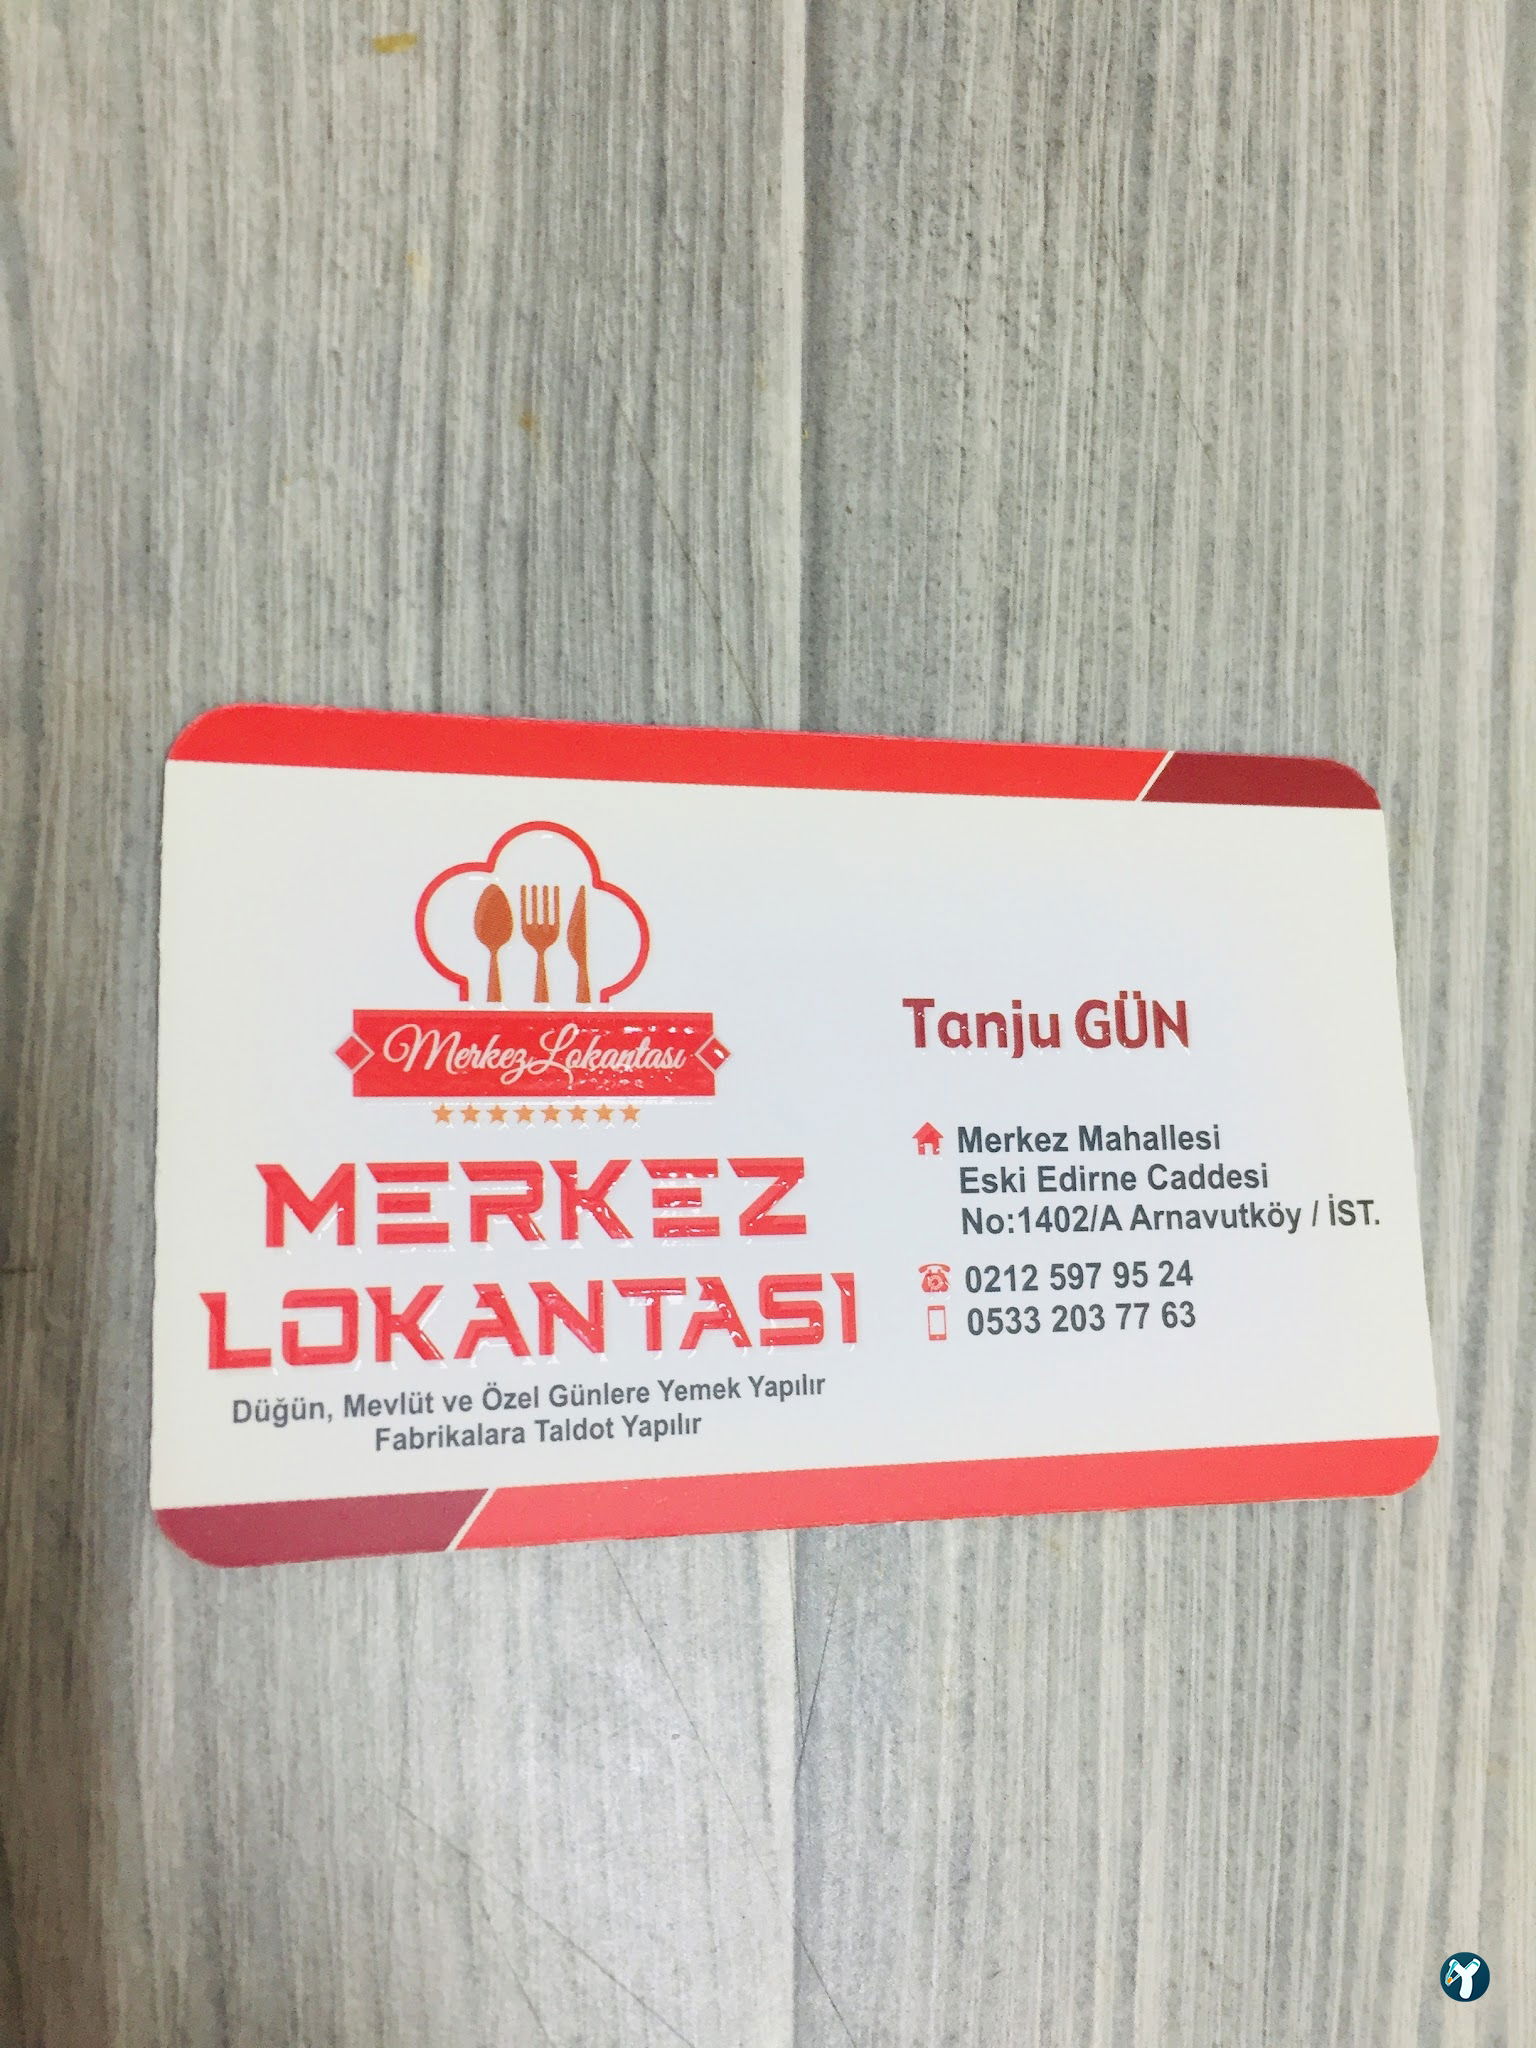 Merkez Lokantası
MERKEZ
LOKANTASI
Düğün, Mevlüt ve Özel Günlere Yemek Yapılır
Fabrikalara Taldot Yapılır
Tanju GÜN
Merkez Mahallesi
Eski Edirne Caddesi
No:1402/A Arnavutköy / İST.
0212 597 95 24
0533 203 77 63